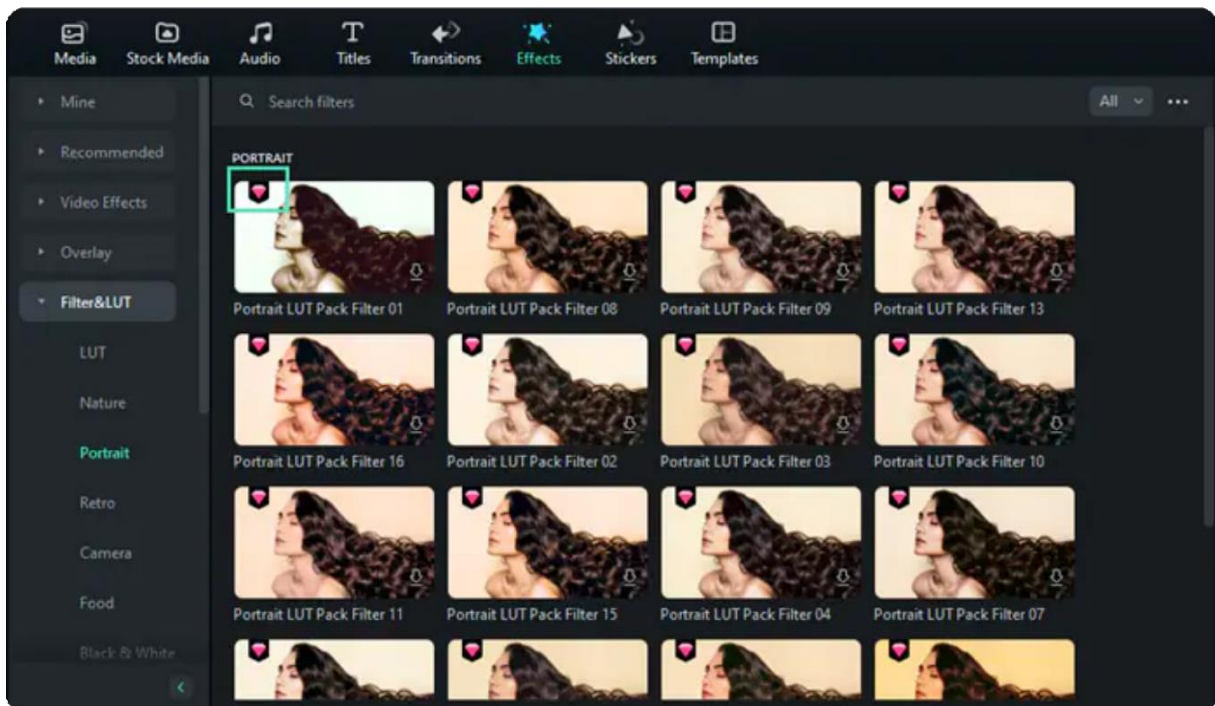 Media Stock Media Audio Titles Transitions Effects Stickers Templates
Mine
Recommended
Video Effects
Overlay
Filter&LUT
LUT
Nature
Portrait
Retro
Camera
Food
Black & White
Search filters
All
PORTRAIT
Portrait LUT Pack Filter 01 Portrait LUT Pack Filter 08 Portrait LUT Pack Filter 09 Portrait LUT Pack Filter 13
Portrait LUT Pack Filter 16 Portrait LUT Pack Filter 02 Portrait LUT Pack Filter 03 Portrait LUT Pack Filter 10
Portrait LUT Pack Filter 11 Portrait LUT Pack Filter 15 Portrait LUT Pack Filter 04 Portrait LUT Pack Filter 07